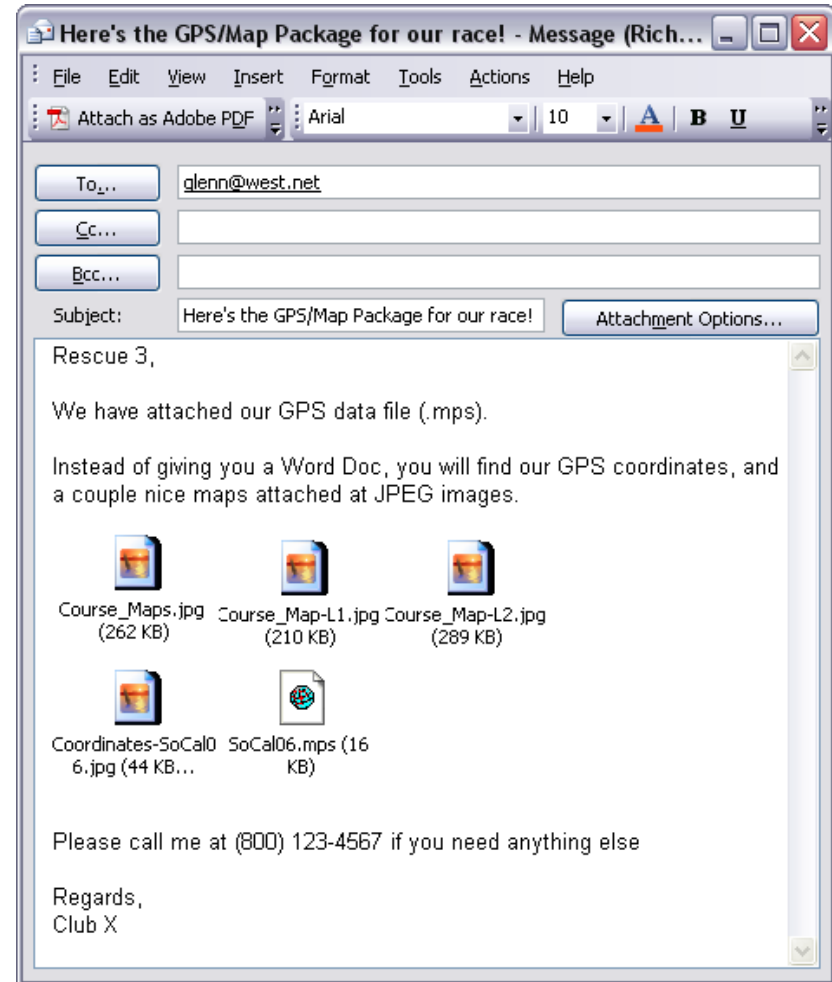 Here's the GPS/Map Package for our race! - Message (Rich...
File Edit View Insert Format Tools Actions Help
Attach as Adobe PDF Arial 10 A B U
To... glenn@west.net
Cc...
Bcc...
Subject: Here's the GPS/Map Package for our race! Attachment Options...
Rescue 3,
We have attached our GPS data file (.mps).
Instead of giving you a Word Doc, you will find our GPS coordinates, and
a couple nice maps attached at JPEG images.
Course_Maps.jpg Course_Map-L1.jpg Course_Map-L2.jpg
(262 KB) (210 KB) (289 KB)
Coordinates-SoCal0 SoCal06.mps (16
6.jpg (44 KB... KB)
Please call me at (800) 123-4567 if you need anything else
Regards,
Club X